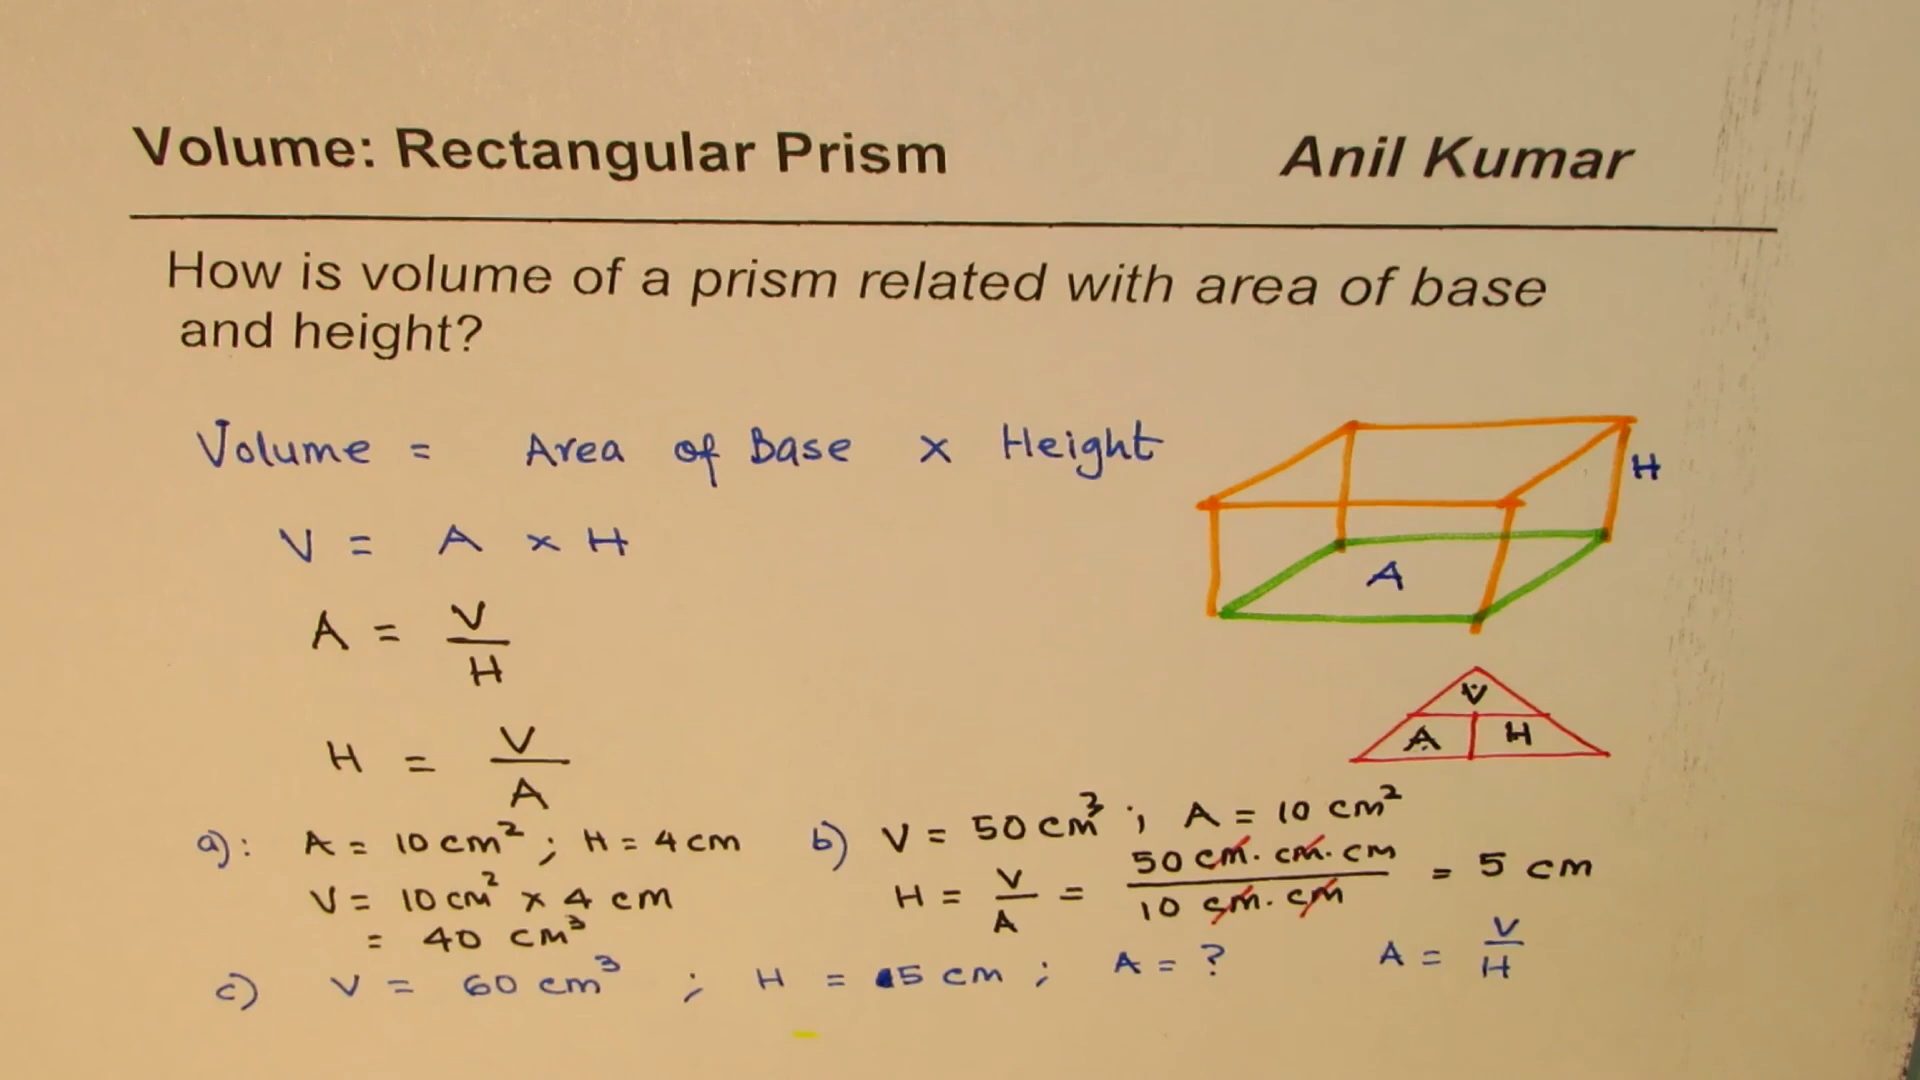 Volume: Rectangular Prism Anil Kumar
How is volume of a prism related with area of base
and height?
Volume = Area of Base x Height
H
V = A x H
A
A = V/H
V
A H
H = V/A
a): A = 10 cm² ; H = 4 cm
V = 10 cm² x 4 cm
= 40 cm³
b) V = 50 cm³ ; A = 10 cm²
H = V/A = 50 cm. cm. cm / 10 cm. cm = 5 cm
c) V = 60 cm³ ; H = 5 cm ; A = ? A = V/H